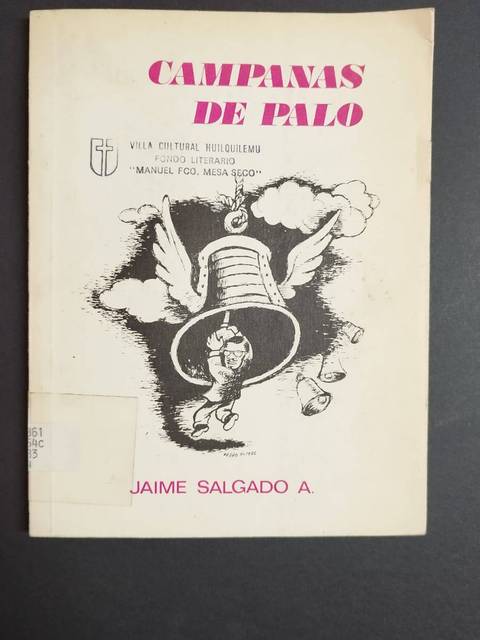 CAMPANAS
DE PALO
VILLA CULTURAL HUILQUILEMU
FONDO LITERARIO
"MANUEL FCO. MESA SECO"
JAIME SALGADO A.